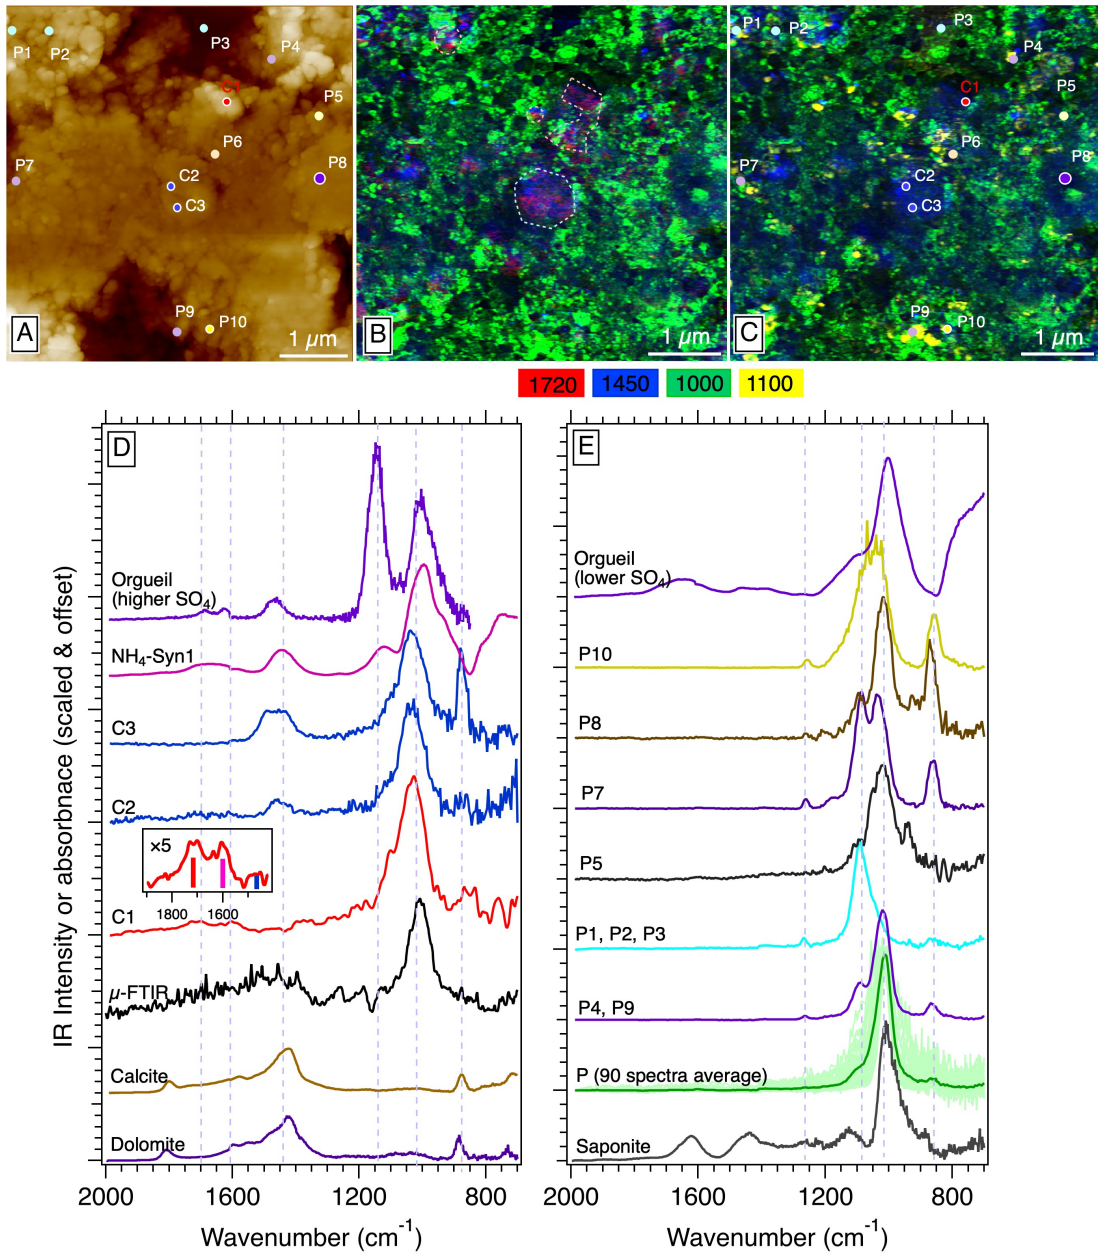 P1
P2
P3
P4
C1
P5
P6
P7
P8
C2
C3
P9
P10
A
1 µm
B
1 µm
P1
P2
P3
P4
C1
P5
P6
P7
P8
C2
C3
P9
P10
C
1 µm
1720 1450 1000 1100
D
IR Intensity or absorbnace (scaled & offset)
Orgueil
(higher SO4)
NH4-Syn1
C3
C2
×5
1800 1600
C1
µ-FTIR
Calcite
Dolomite
2000 1600 1200 800
Wavenumber (cm-1)
E
Orgueil
(lower SO4)
P10
P8
P7
P5
P1, P2, P3
P4, P9
P (90 spectra average)
Saponite
2000 1600 1200 800
Wavenumber (cm-1)